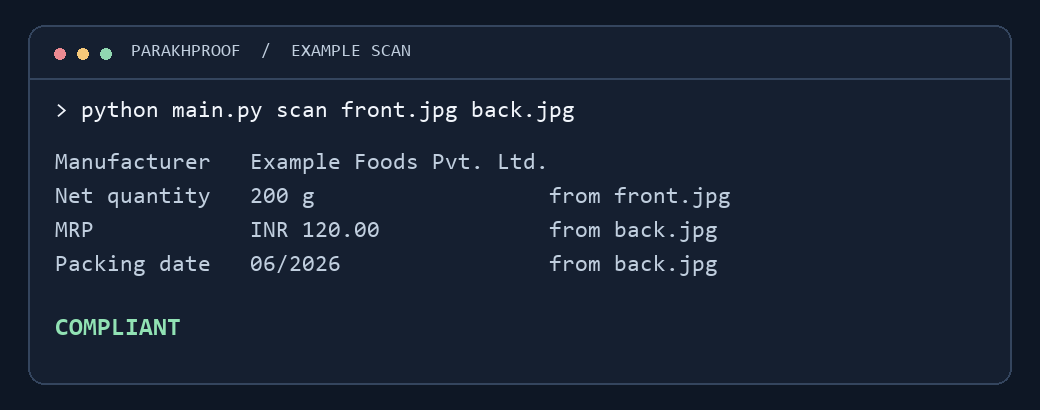 PARAKHPROOF / EXAMPLE SCAN
> python main.py scan front.jpg back.jpg
Manufacturer Example Foods Pvt. Ltd.
Net quantity 200 g from front.jpg
MRP INR 120.00 from back.jpg
Packing date 06/2026 from back.jpg
COMPLIANT